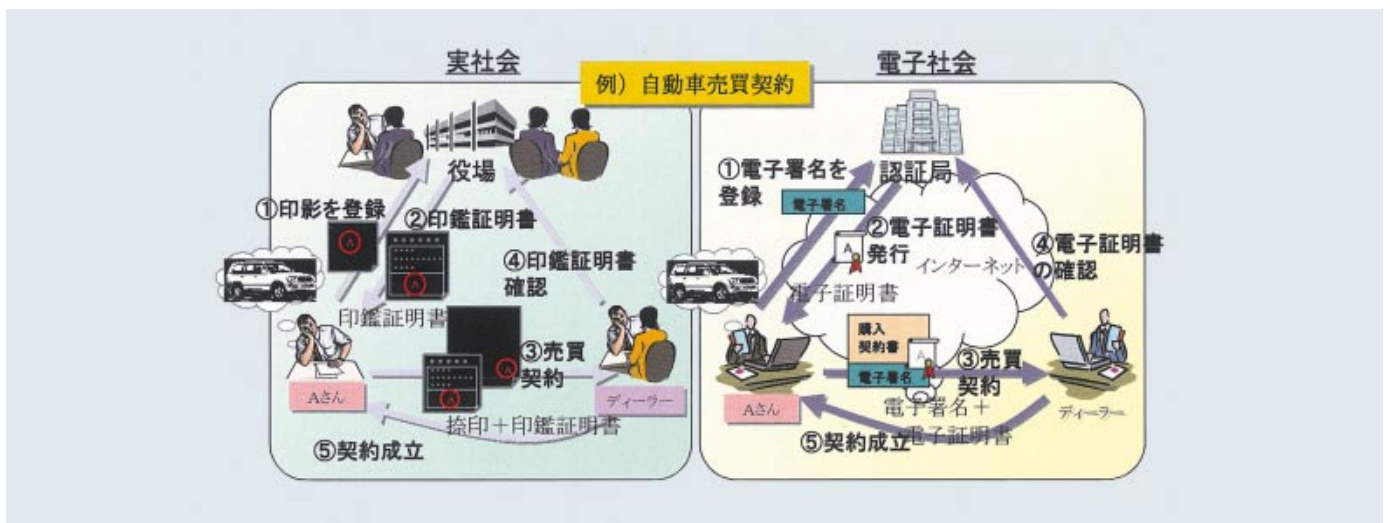 実社会
例）自動車売買契約
電子社会
役場
①印影を登録
②印鑑証明書
④印鑑証明書
確認
印鑑証明書
③売買
契約
Aさん
ディーラー
捺印＋印鑑証明書
⑤契約成立
認証局
①電子署名を
登録
電子署名
②電子証明書
発行
④電子証明書
の確認
インターネット
電子証明書
購入
契約書
電子署名
③売買
契約
Aさん
ディーラー
電子署名＋
電子証明書
⑤契約成立
A
A
A
A
A
A